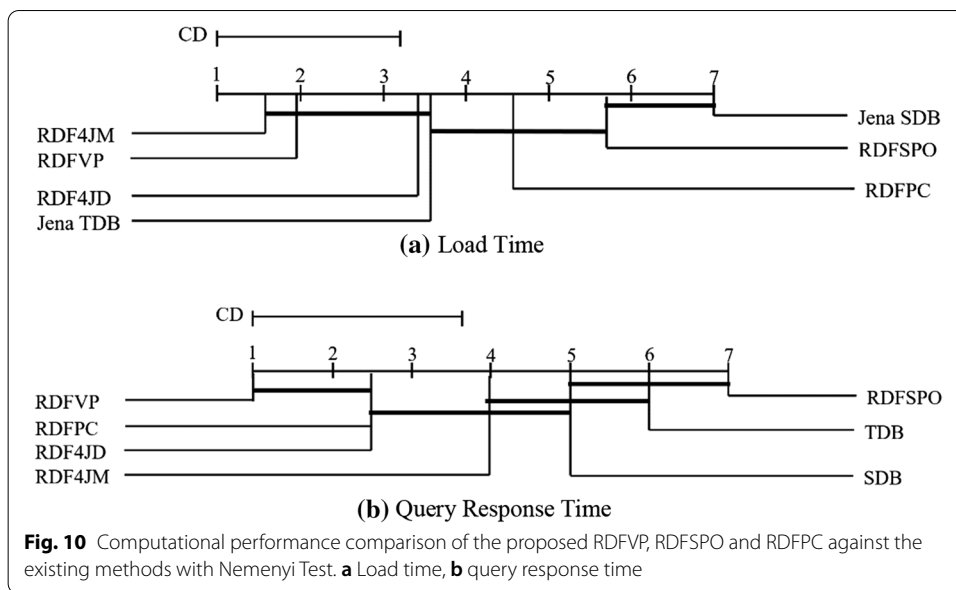 CD
1 2 3 4 5 6 7
RDF4JM
RDFVP
RDF4JD
Jena TDB
Jena SDB
RDFSPO
RDFPC
(a) Load Time
CD
1 2 3 4 5 6 7
RDFVP
RDFPC
RDF4JD
RDF4JM
RDFSPO
TDB
SDB
(b) Query Response Time
Fig. 10 Computational performance comparison of the proposed RDFVP, RDFSPO and RDFPC against the
existing methods with Nemenyi Test. a Load time, b query response time